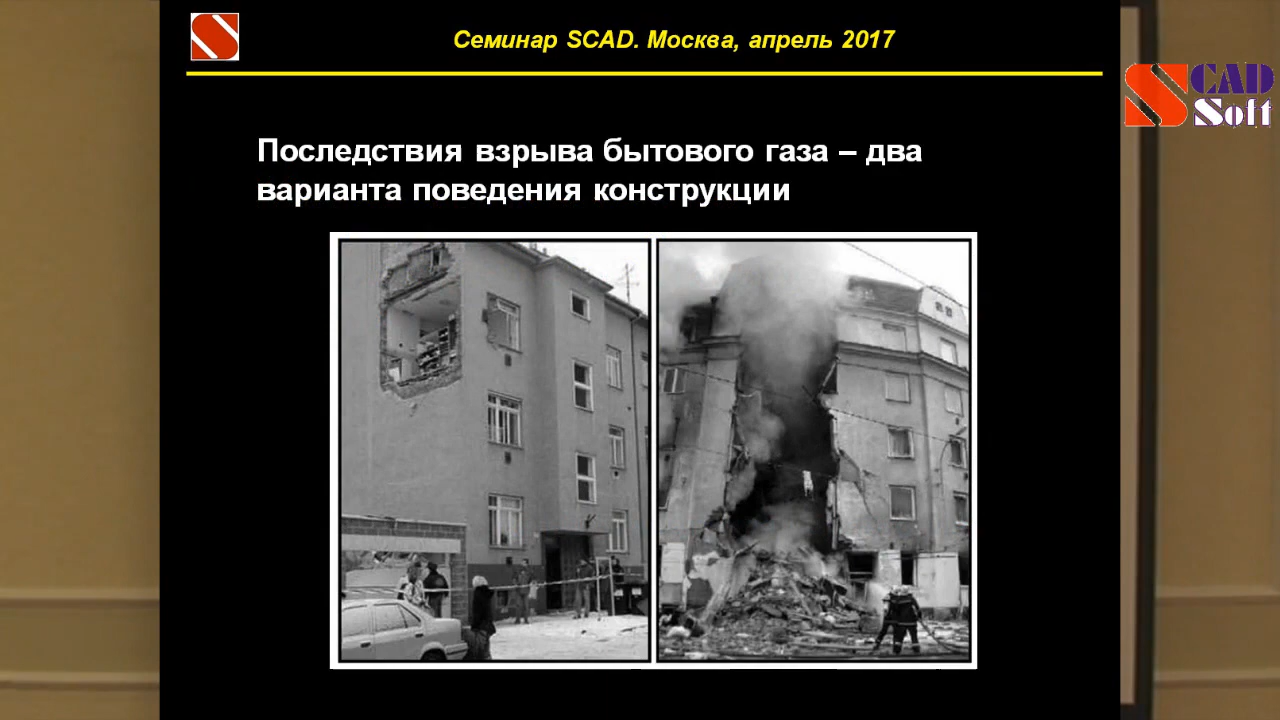 Семинар SCAD. Москва, апрель 2017
SCAD
Soft
Последствия взрыва бытового газа – два
варианта поведения конструкции